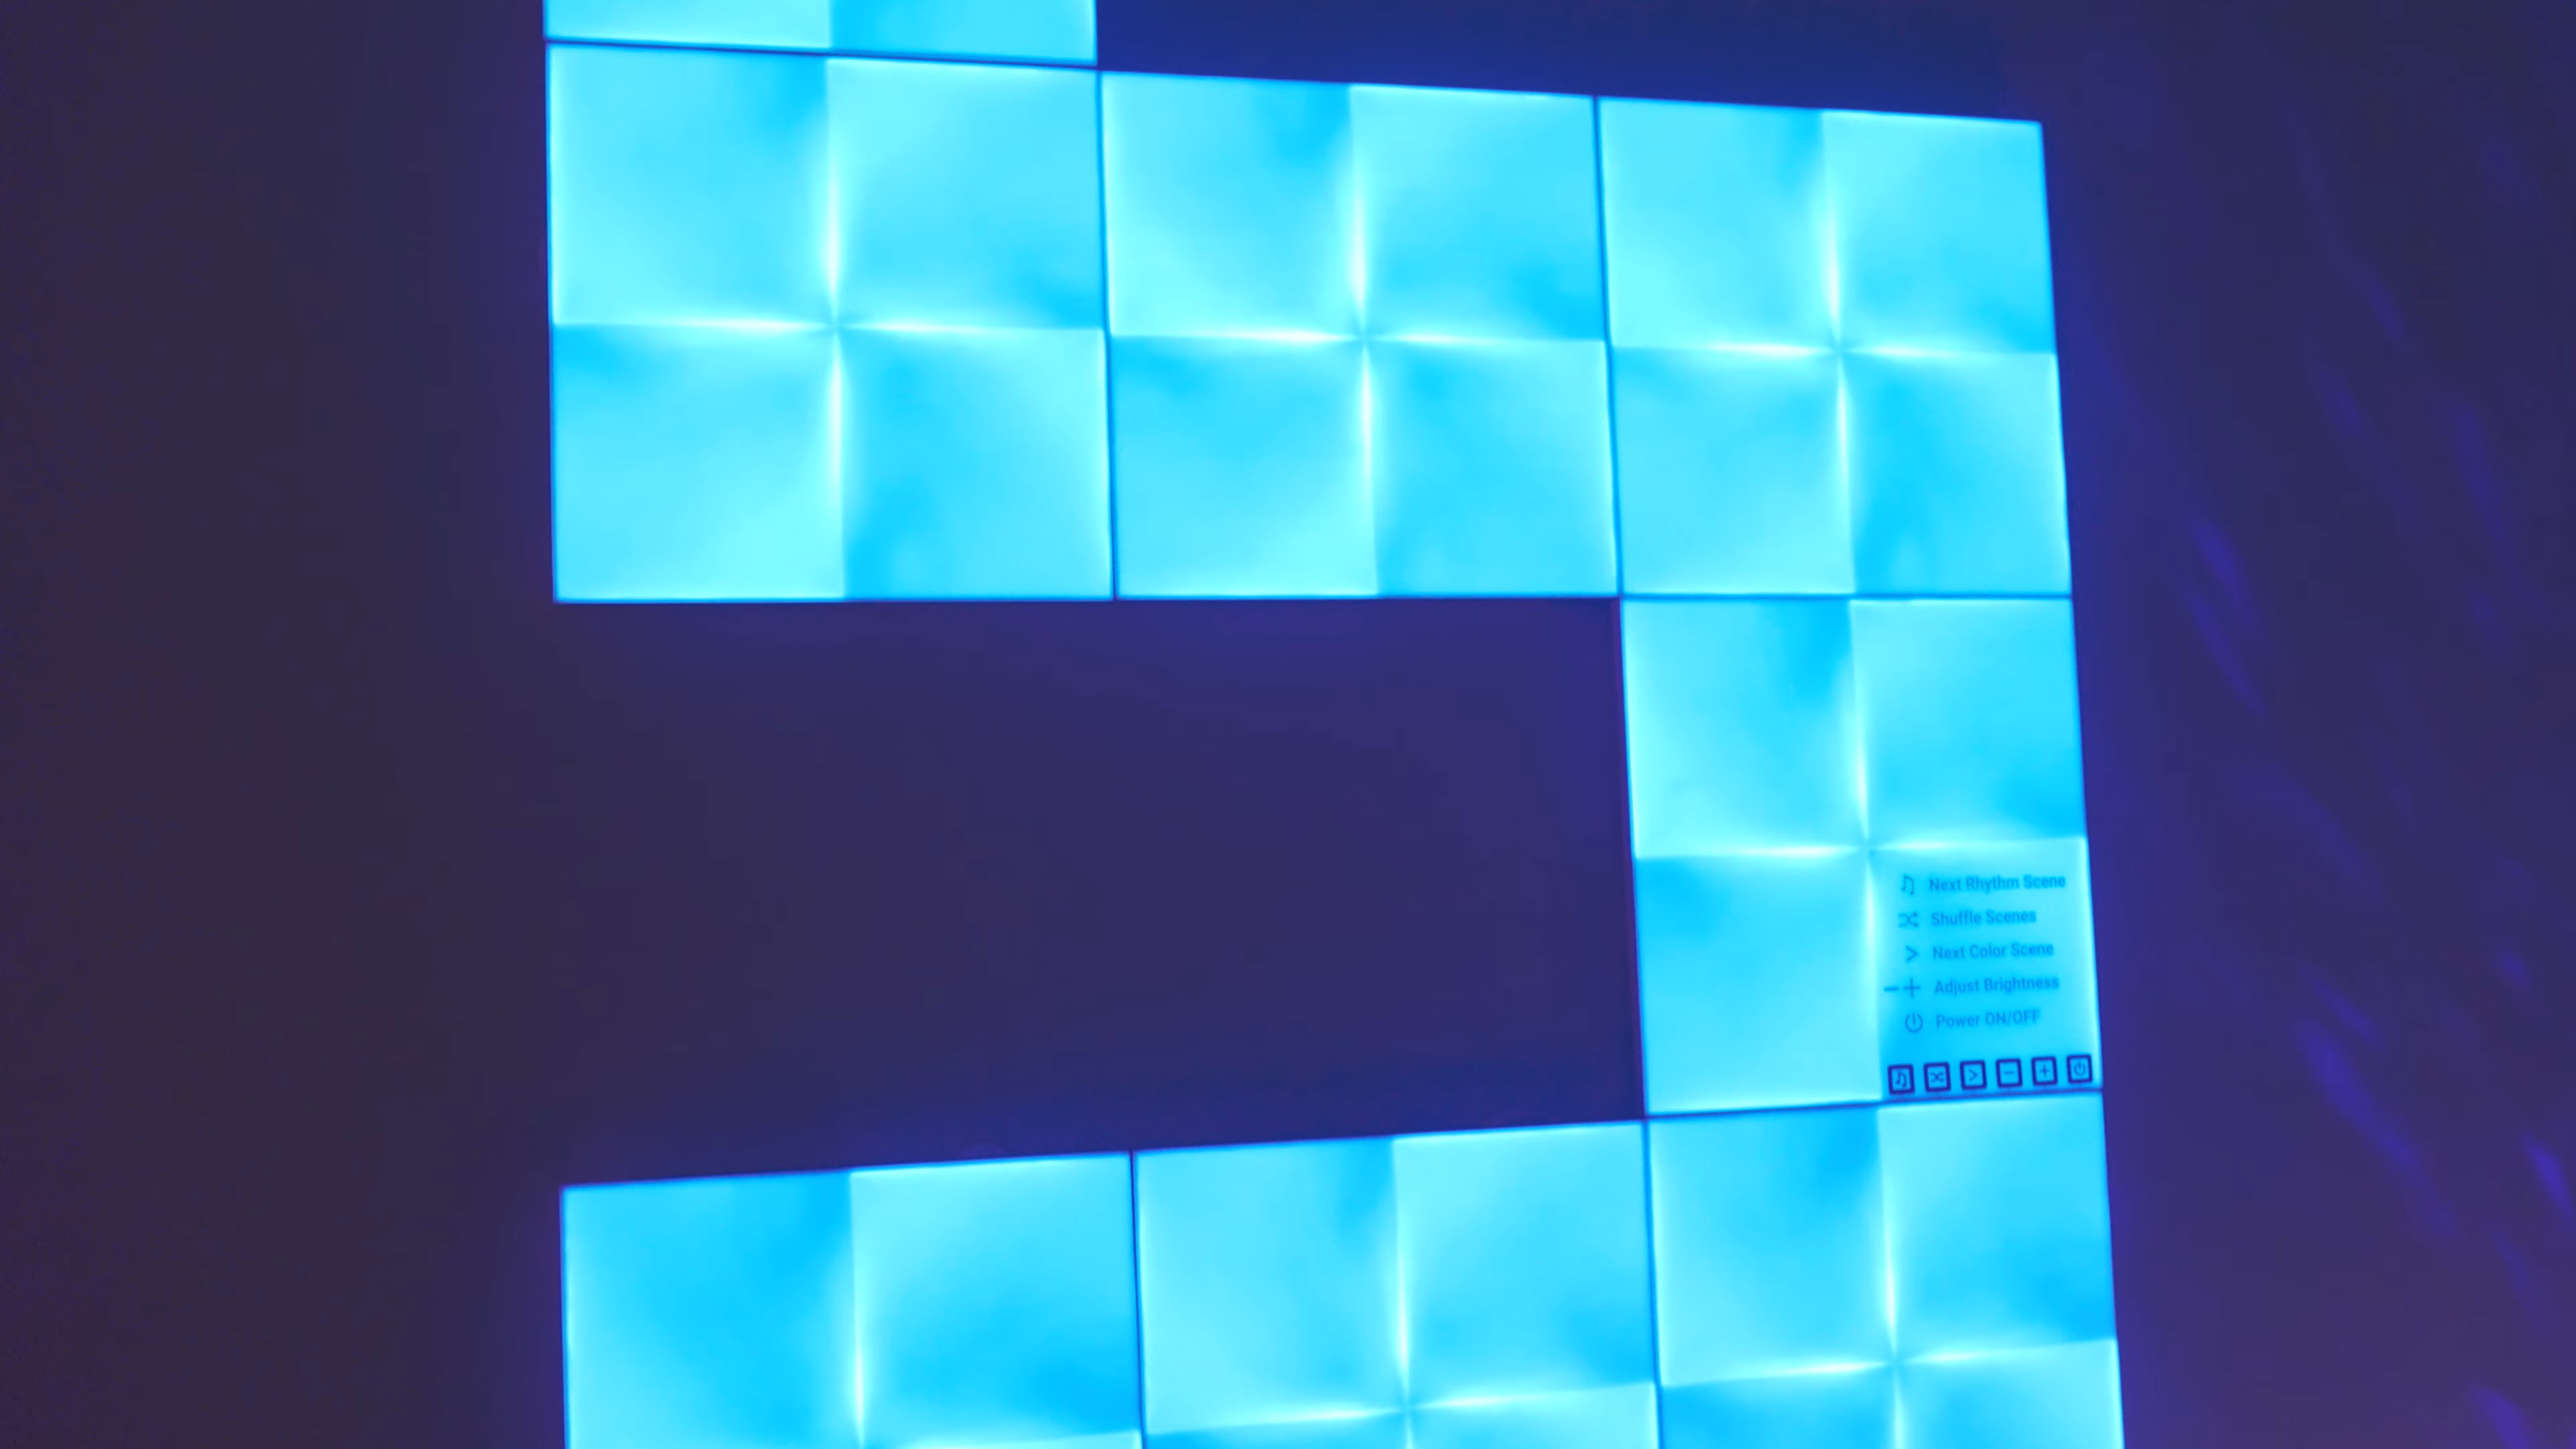 Next Rhythm Scene
Shuffle Scenes
> Next Color Scene
−+ Adjust Brightness
Power ON/OFF
> − +